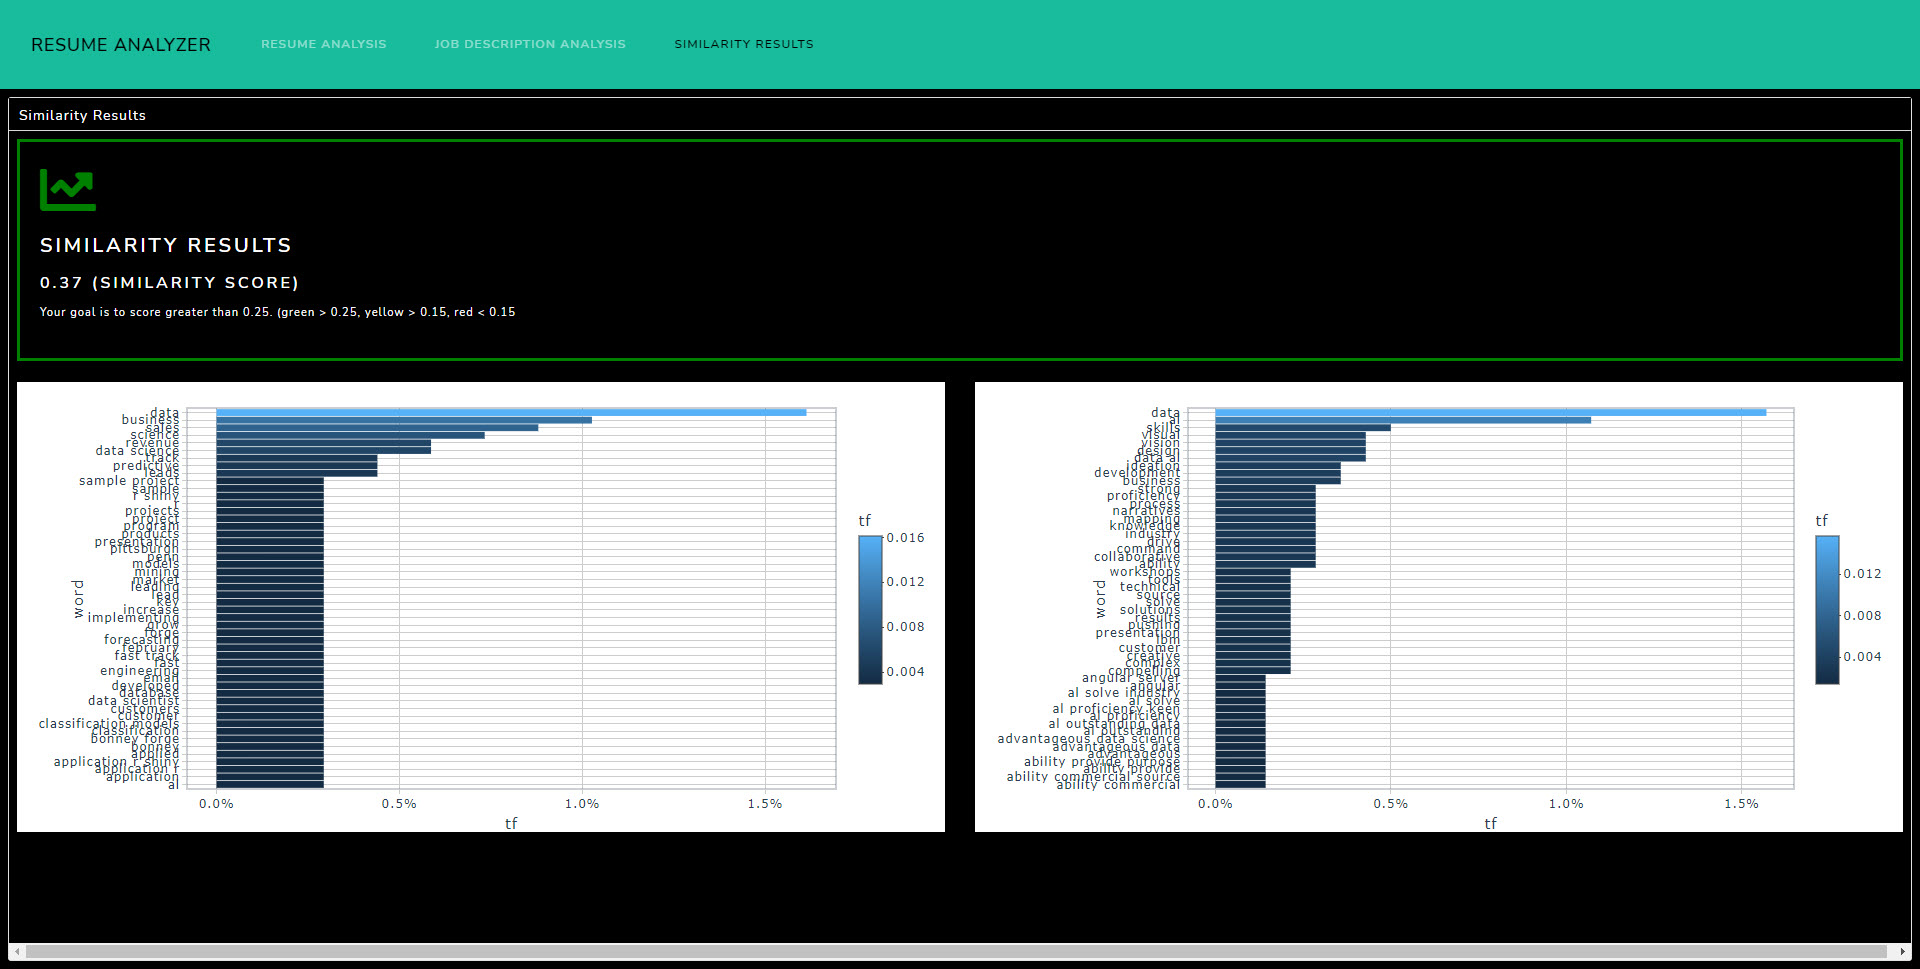 RESUME ANALYZER
RESUME ANALYSIS
JOB DESCRIPTION ANALYSIS
SIMILARITY RESULTS
Similarity Results
SIMILARITY RESULTS
0.37 (SIMILARITY SCORE)
Your goal is to score greater than 0.25. (green > 0.25, yellow > 0.15, red < 0.15
word
data
business
sales
science
revenue
data science
track
predictive
leads
sample project
sample
r shiny
r
projects
project
program
products
presentation
pittsburgh
penn
models
mining
market
leading
lead
key
increase
implementing
grow
forge
forecasting
february
fast track
fast
engineering
email
developed
database
data scientist
customers
customer
classification models
classification
bonney forge
bonney
applied
application r shiny
application r
application
al
0.0%
0.5%
1.0%
1.5%
tf
tf
0.016
0.012
0.008
0.004
word
data
al
skills
visual
vision
design
data al
ideation
development
business
strong
proficiency
process
narratives
mapping
knowledge
industry
drive
command
collaborative
ability
workshops
tools
technical
source
solve
solutions
results
pushing
presentation
ibm
customer
creative
complex
compelling
angular server
angular
al solve industry
al solve
al proficiency keen
al proficiency
al outstanding data
al outstanding
advantageous data science
advantageous data
advantageous
ability provide purpose
ability provide
ability commercial source
ability commercial
0.0%
0.5%
1.0%
1.5%
tf
tf
0.012
0.008
0.004